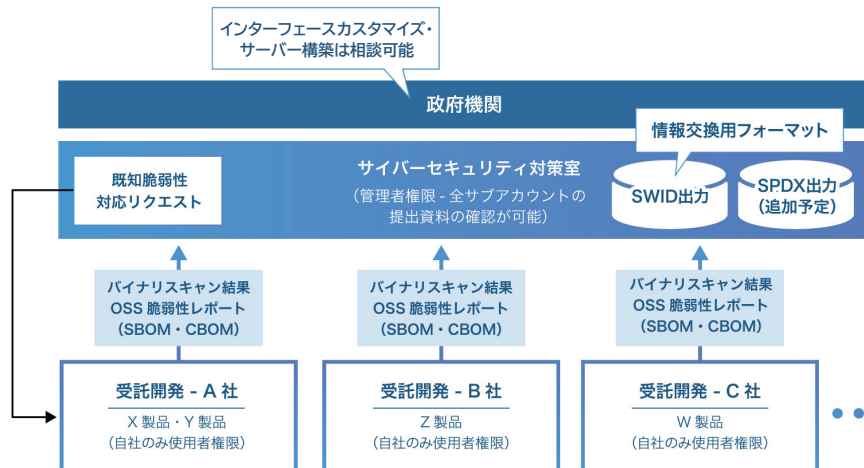 インターフェースカスタマイズ・
サーバー構築は相談可能
政府機関
情報交換用フォーマット
既知脆弱性
対応リクエスト
サイバーセキュリティ対策室
（管理者権限 - 全サブアカウントの
提出資料の確認が可能）
SWID出力
SPDX出力
（追加予定）
バイナリスキャン結果
OSS 脆弱性レポート
（SBOM・CBOM）
バイナリスキャン結果
OSS 脆弱性レポート
（SBOM・CBOM）
バイナリスキャン結果
OSS 脆弱性レポート
（SBOM・CBOM）
受託開発 - A 社
X 製品・Y 製品
（自社のみ使用者権限）
受託開発 - B 社
Z 製品
（自社のみ使用者権限）
受託開発 - C 社
W 製品
（自社のみ使用者権限）